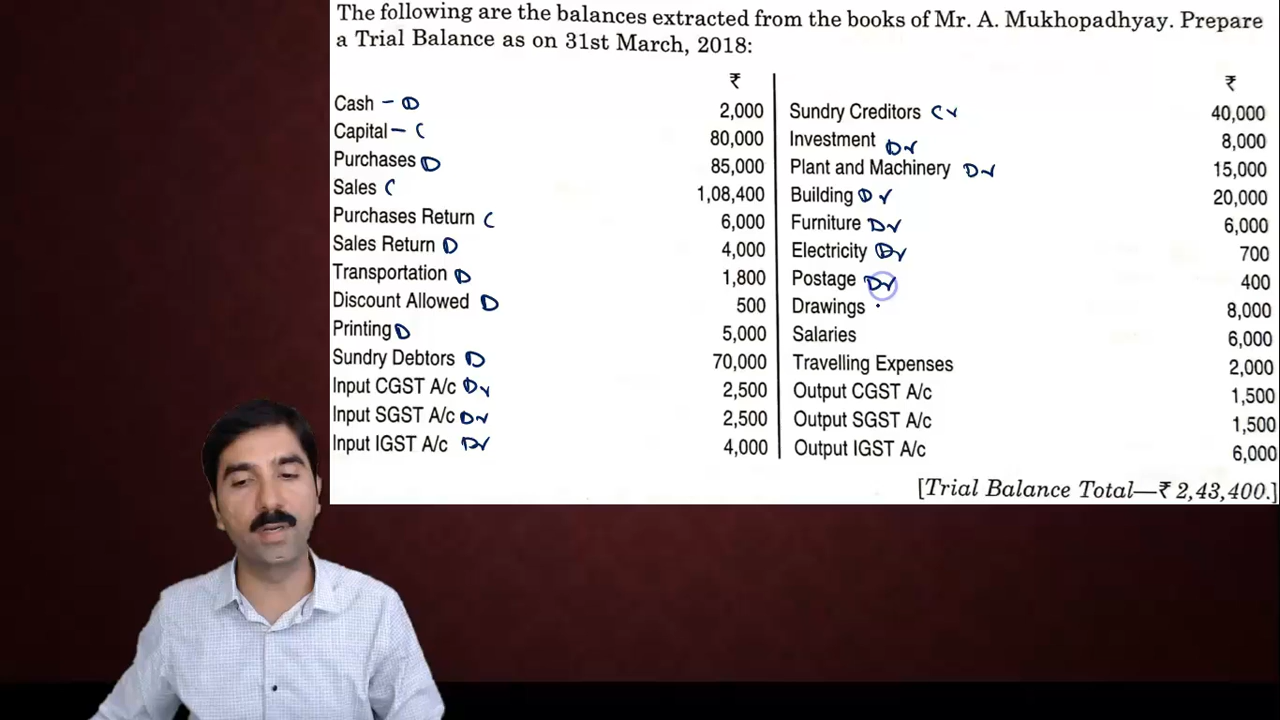 The following are the balances extracted from the books of Mr. A. Mukhopadhyay. Prepare
a Trial Balance as on 31st March, 2018:
₹
Cash – D 2,000
Capital – C 80,000
Purchases D 85,000
Sales C 1,08,400
Purchases Return C 6,000
Sales Return D 4,000
Transportation D 1,800
Discount Allowed D 500
Printing D 5,000
Sundry Debtors D 70,000
Input CGST A/c Dr 2,500
Input SGST A/c Dr 2,500
Input IGST A/c Dr 4,000
₹
Sundry Creditors Cr 40,000
Investment Dr 8,000
Plant and Machinery Dr 15,000
Building Dr 20,000
Furniture Dr 6,000
Electricity Dr 700
Postage Dr 400
Drawings 8,000
Salaries 6,000
Travelling Expenses 2,000
Output CGST A/c 1,500
Output SGST A/c 1,500
Output IGST A/c 6,000
[Trial Balance Total—₹ 2,43,400.]